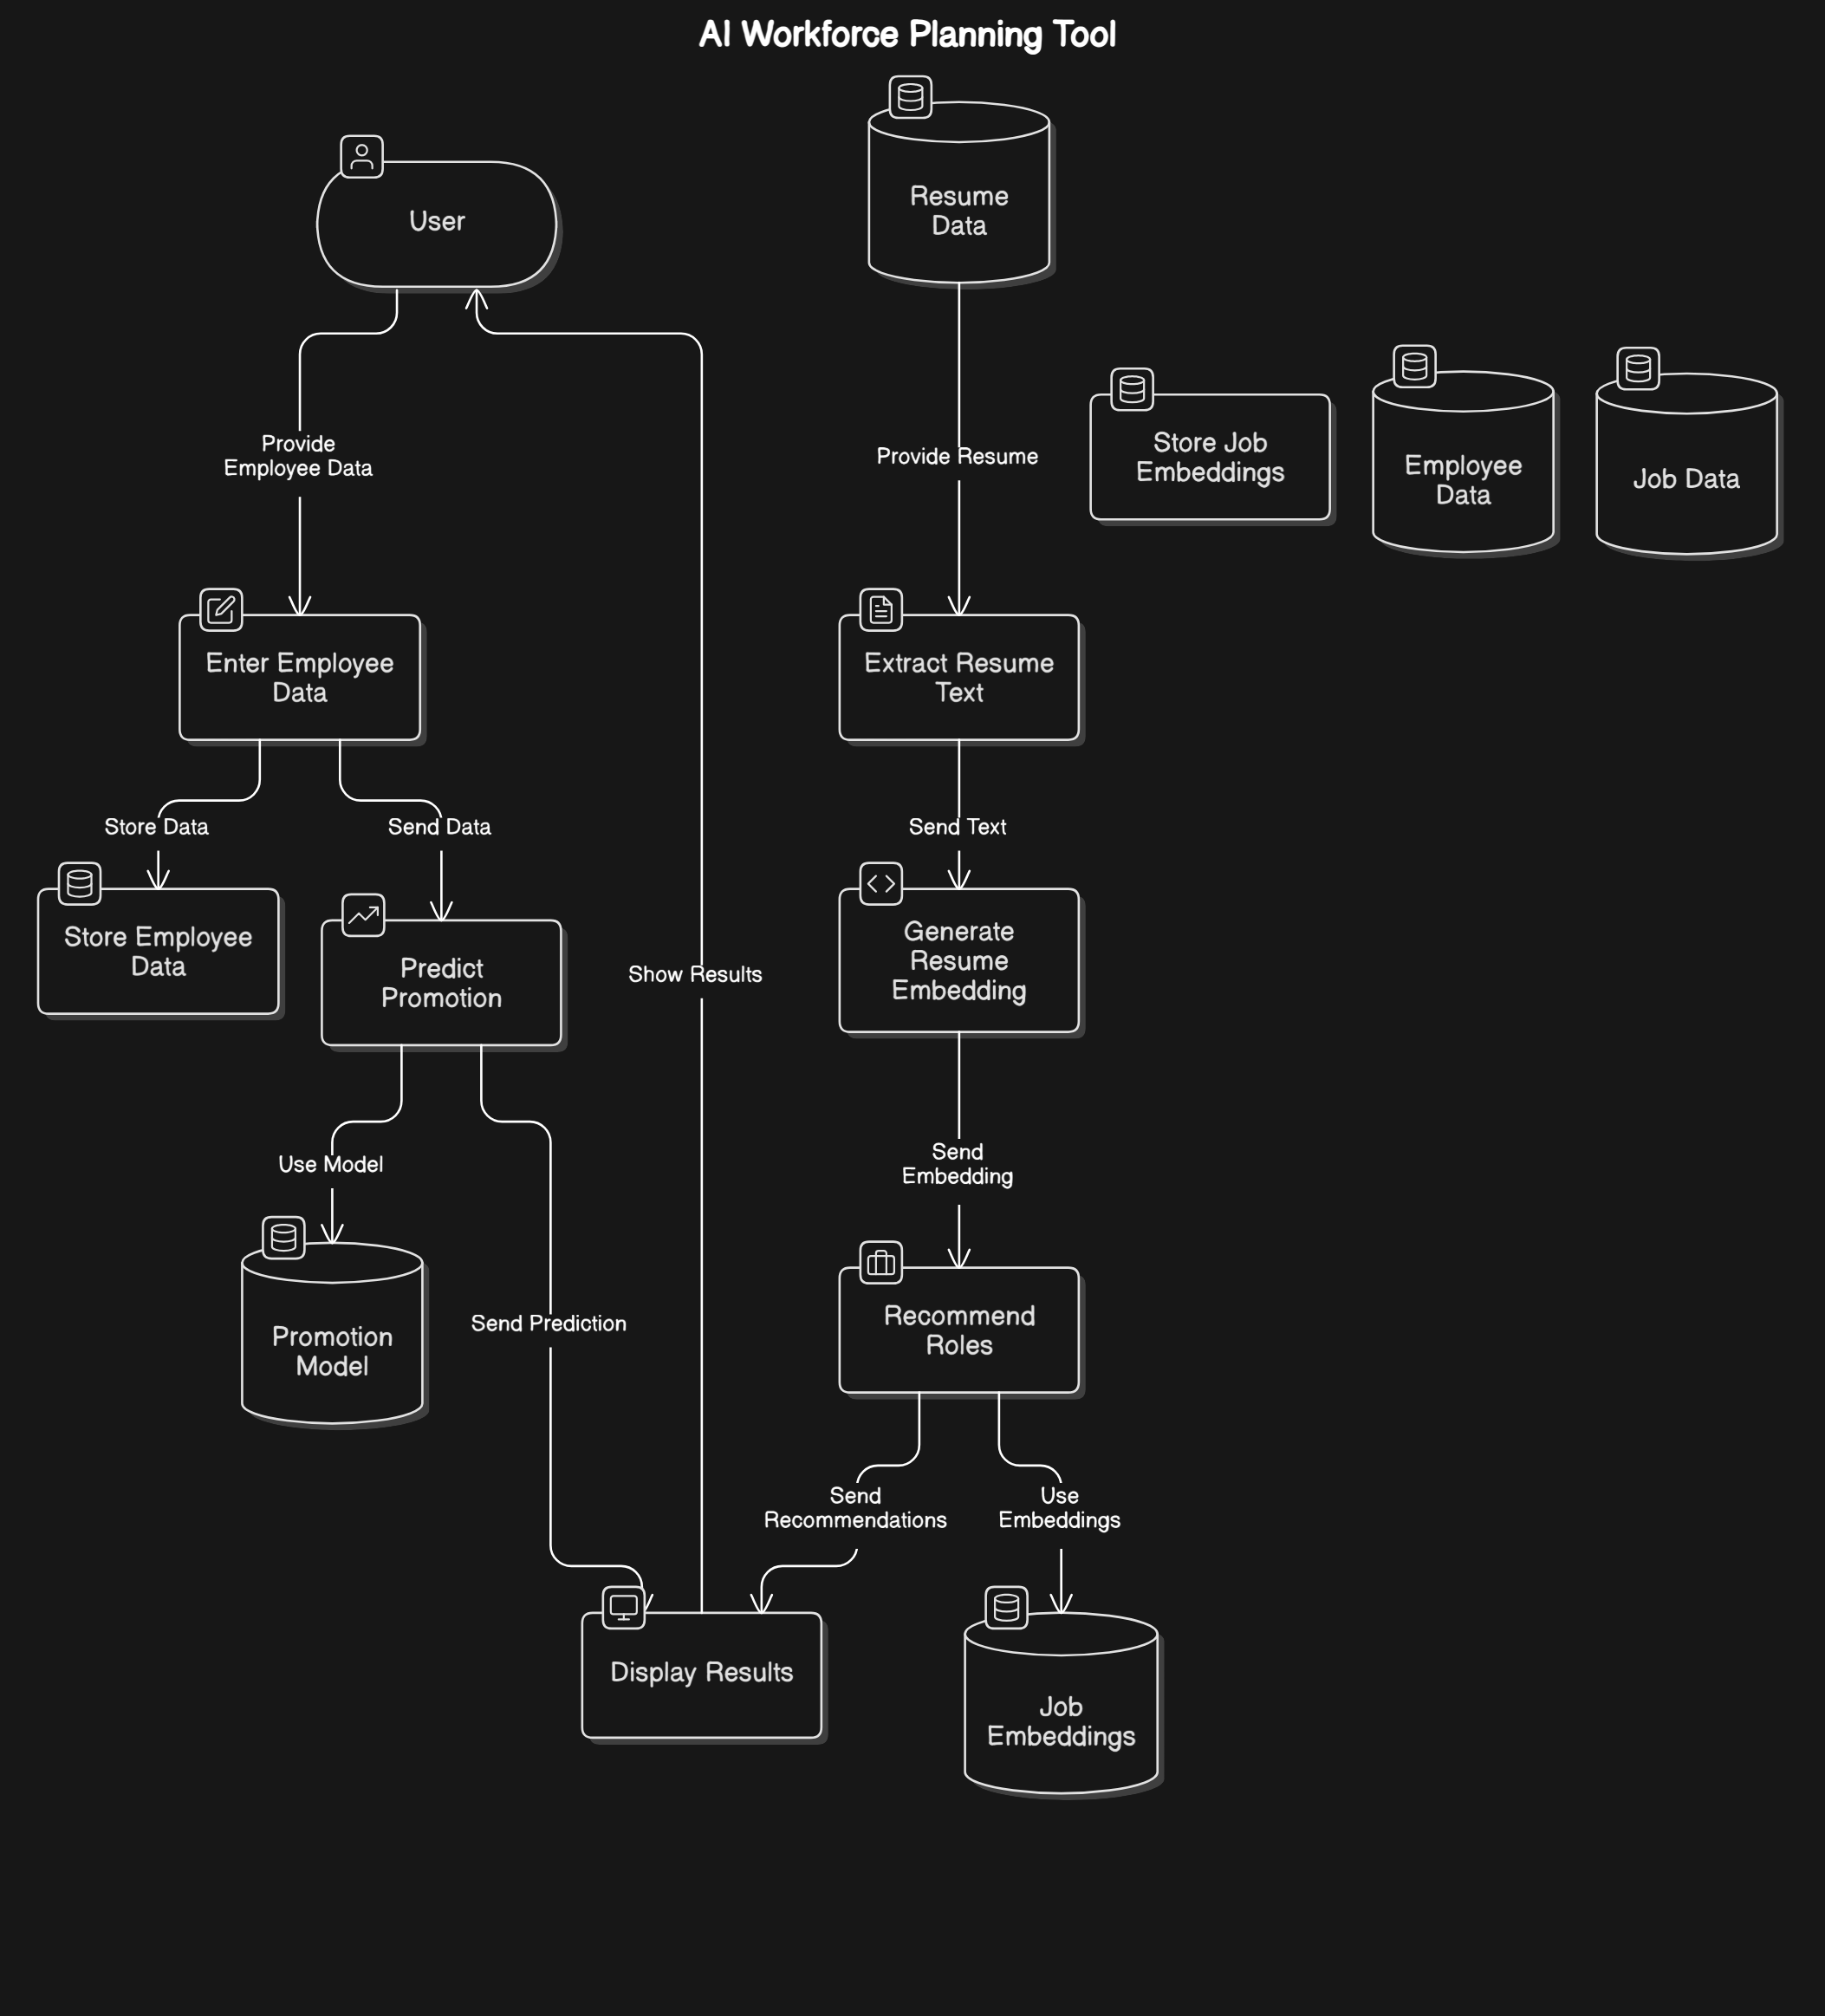 AI Workforce Planning Tool
User
Resume
Data
Provide
Employee Data
Provide Resume
Store Job
Embeddings
Employee
Data
Job Data
Enter Employee
Data
Extract Resume
Text
Store Data
Send Data
Send Text
Store Employee
Data
Predict
Promotion
Show Results
Generate
Resume
Embedding
Use Model
Send
Embedding
Promotion
Model
Send Prediction
Recommend
Roles
Send
Recommendations
Use
Embeddings
Display Results
Job
Embeddings